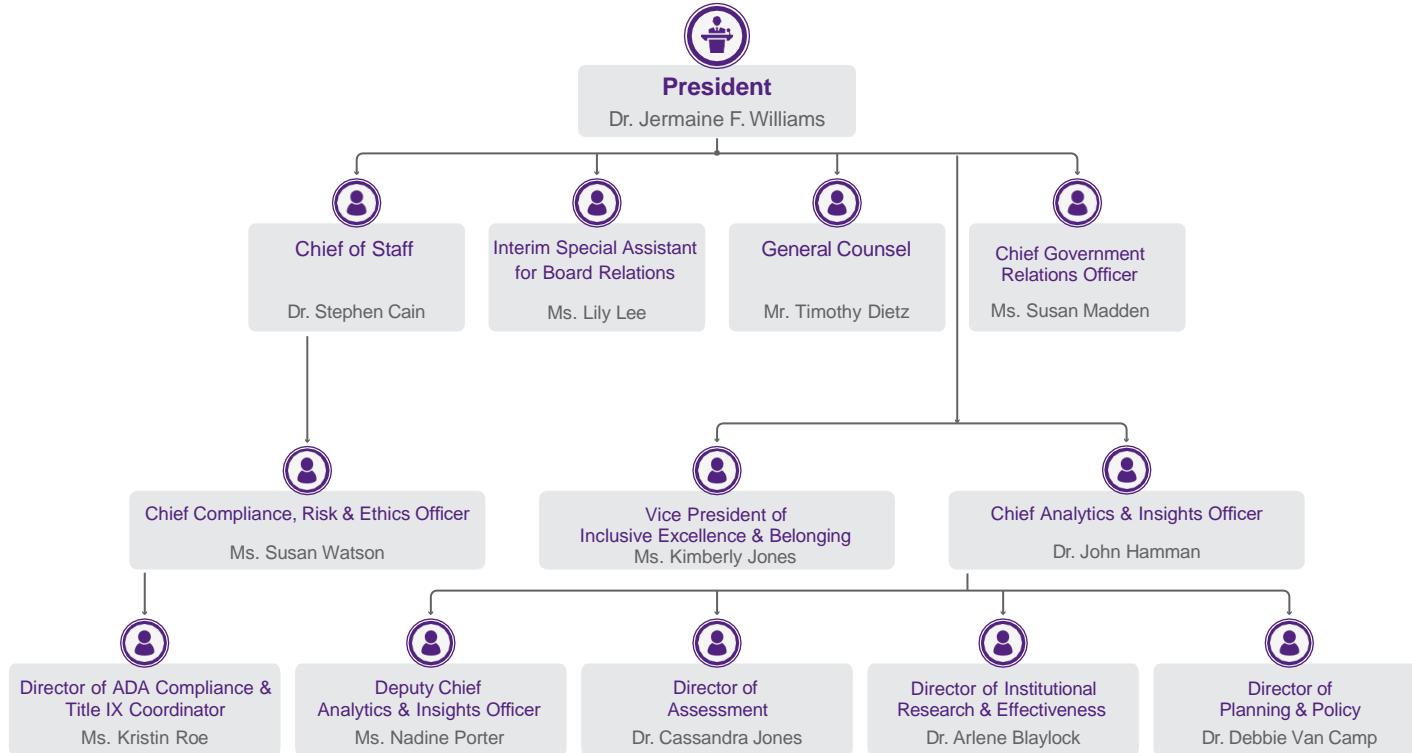 President
Dr. Jermaine F. Williams
Chief of Staff
Dr. Stephen Cain
Interim Special Assistant
for Board Relations
Ms. Lily Lee
General Counsel
Mr. Timothy Dietz
Chief Government
Relations Officer
Ms. Susan Madden
Chief Compliance, Risk & Ethics Officer
Ms. Susan Watson
Vice President of
Inclusive Excellence & Belonging
Ms. Kimberly Jones
Chief Analytics & Insights Officer
Dr. John Hamman
Director of ADA Compliance &
Title IX Coordinator
Ms. Kristin Roe
Deputy Chief
Analytics & Insights Officer
Ms. Nadine Porter
Director of
Assessment
Dr. Cassandra Jones
Director of Institutional
Research & Effectiveness
Dr. Arlene Blaylock
Director of
Planning & Policy
Dr. Debbie Van Camp